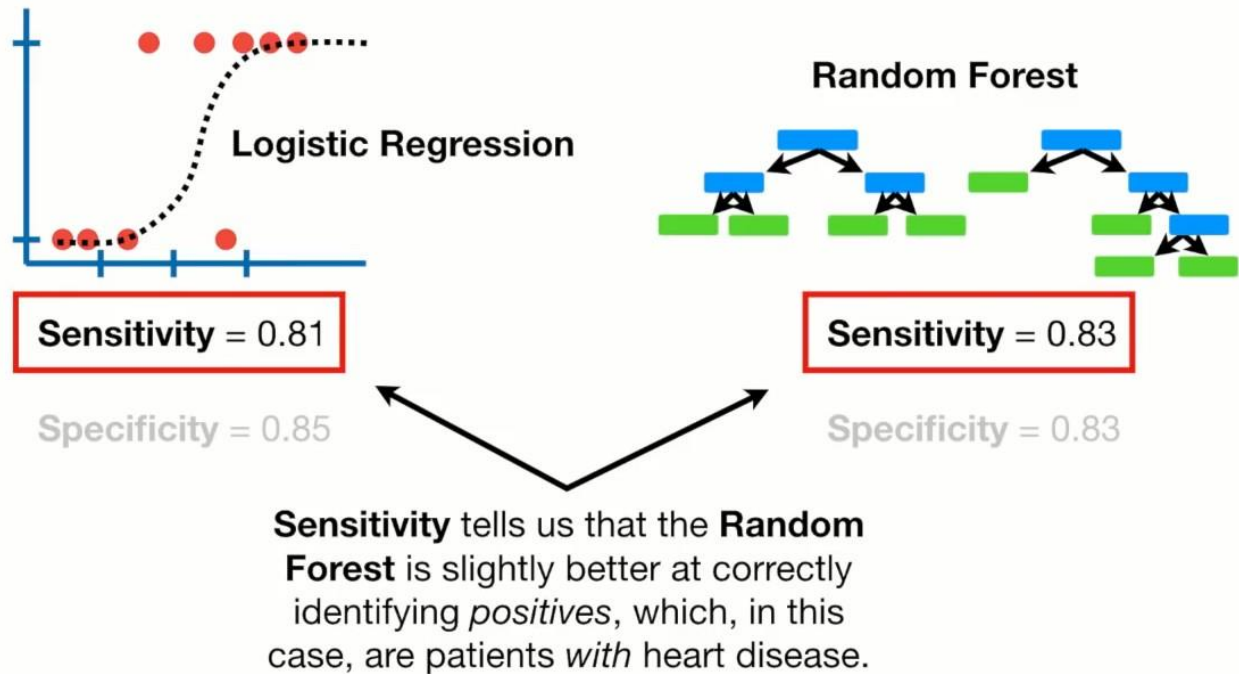 Logistic Regression
Random Forest
Sensitivity = 0.81
Sensitivity = 0.83
Specificity = 0.85
Specificity = 0.83
Sensitivity tells us that the Random
Forest is slightly better at correctly
identifying positives, which, in this
case, are patients with heart disease.